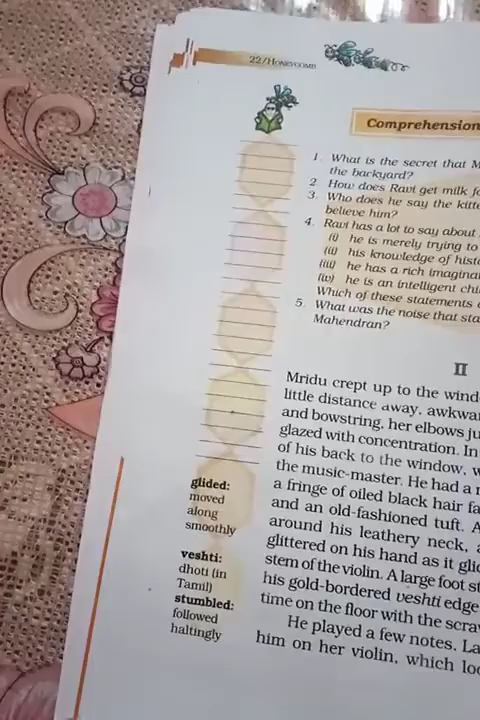 22/HONEYCOMB
Comprehension
1. What is the secret that M
the backyard?
2 How does Ravi get milk fo
3. Who does he say the kitte
believe him?
4. Ravi has a lot to say about
(i) he is merely trying to
(ii) his knowledge of histo
(iii) he has a rich imagina
(iv) he is an intelligent chi
Which of these statements
5. What was the noise that sta
Mahendran?
II
Mridu crept up to the wind
little distance away, awkwar
and bowstring, her elbows ju
glazed with concentration. In
of his back to the window, w
the music-master. He had a
a fringe of oiled black hair fa
and an old-fashioned tuft. A
around his leathery neck, a
glittered on his hand as it glid
stem of the violin. A large foot st
his gold-bordered veshti edge
time on the floor with the scra
He played a few notes. La
him on her violin, which loo
glided:
moved
along
smoothly
veshti:
dhoti (in
Tamil)
stumbled:
followed
haltingly